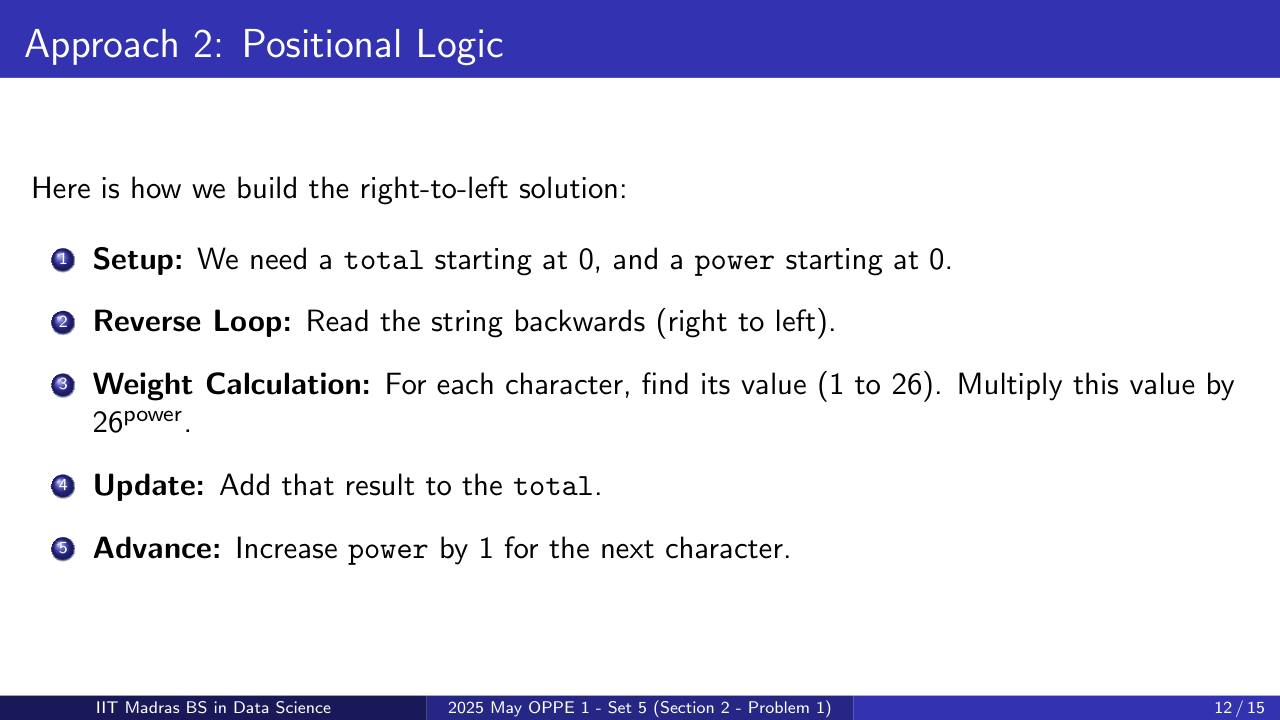 Approach 2: Positional Logic
Here is how we build the right-to-left solution:
1 Setup: We need a total starting at 0, and a power starting at 0.
2 Reverse Loop: Read the string backwards (right to left).
3 Weight Calculation: For each character, find its value (1 to 26). Multiply this value by
26^power.
4 Update: Add that result to the total.
5 Advance: Increase power by 1 for the next character.
IIT Madras BS in Data Science 2025 May OPPE 1 - Set 5 (Section 2 - Problem 1) 12 / 15